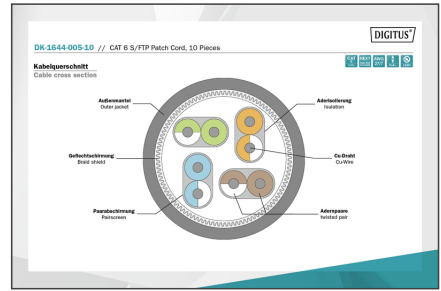 DIGITUS®
DK-1644-005-10 // CAT 6 S/FTP Patch Cord, 10 Pieces
Kabelquerschnitt
Cable cross section
Außenmantel
Outer jacket
Aderisolierung
Isulation
Geflechtschirmung
Braid shield
Cu-Draht
Cu-Wire
Paarabschirmung
Pairscreen
Adernpaare
twisted pair